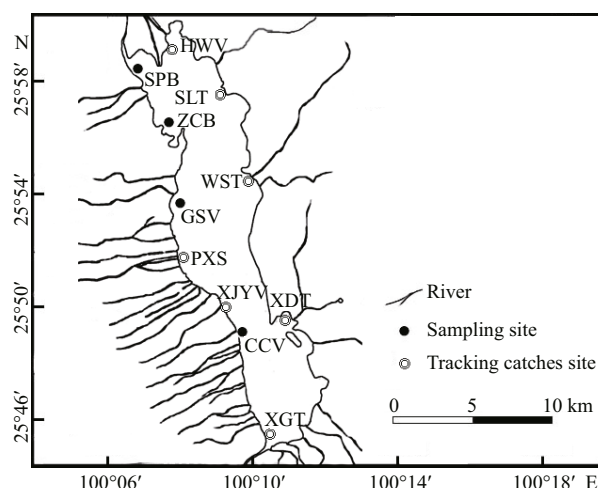 N
HWV
25°58'
SPB
SLT
ZCB
WST
25°54'
GSV
PXS
River
25°50'
XJYV
XDT
Sampling site
CCV
Tracking catches site
25°46'
XGT
0 5 10 km
100°06' 100°10' 100°14' 100°18' E